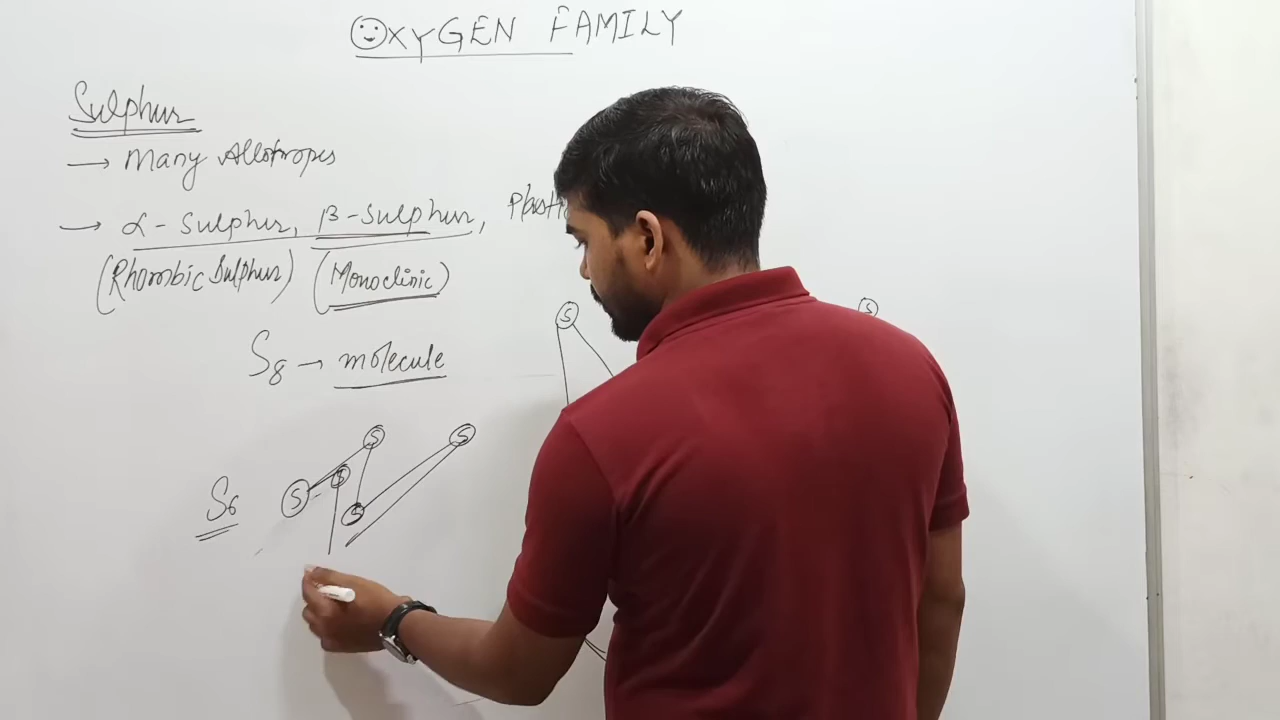 OXYGEN FAMILY
Sulphur
→ Many Allotropes
→ α - Sulphur, β - Sulphur,
(Rhombic Sulphur) (Monoclinic)
S8 → molecule
S S
S S
S S
S6 S